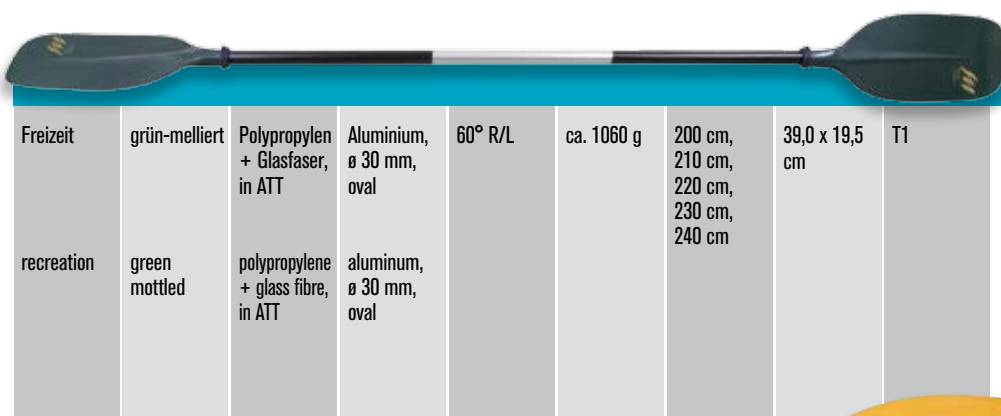 Freizeit
grün-melliert
Polypropylen
+ Glasfaser,
in ATT
Aluminium,
ø 30 mm,
oval
60° R/L
ca. 1060 g
200 cm,
210 cm,
220 cm,
230 cm,
240 cm
39,0 x 19,5
cm
T1
recreation
green
mottled
polypropylene
+ glass fibre,
in ATT
aluminum,
ø 30 mm,
oval